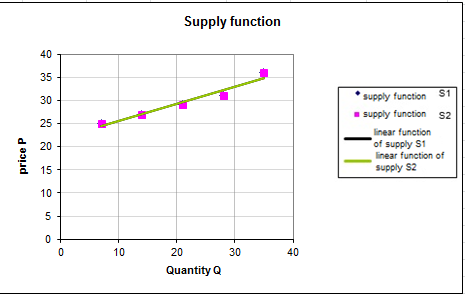 Supply function
40
35
30
25
20
15
10
5
0
price P
0 10 20 30 40
Quantity Q
supply function S1
supply function S2
linear function
of supply S1
linear function of
supply S2